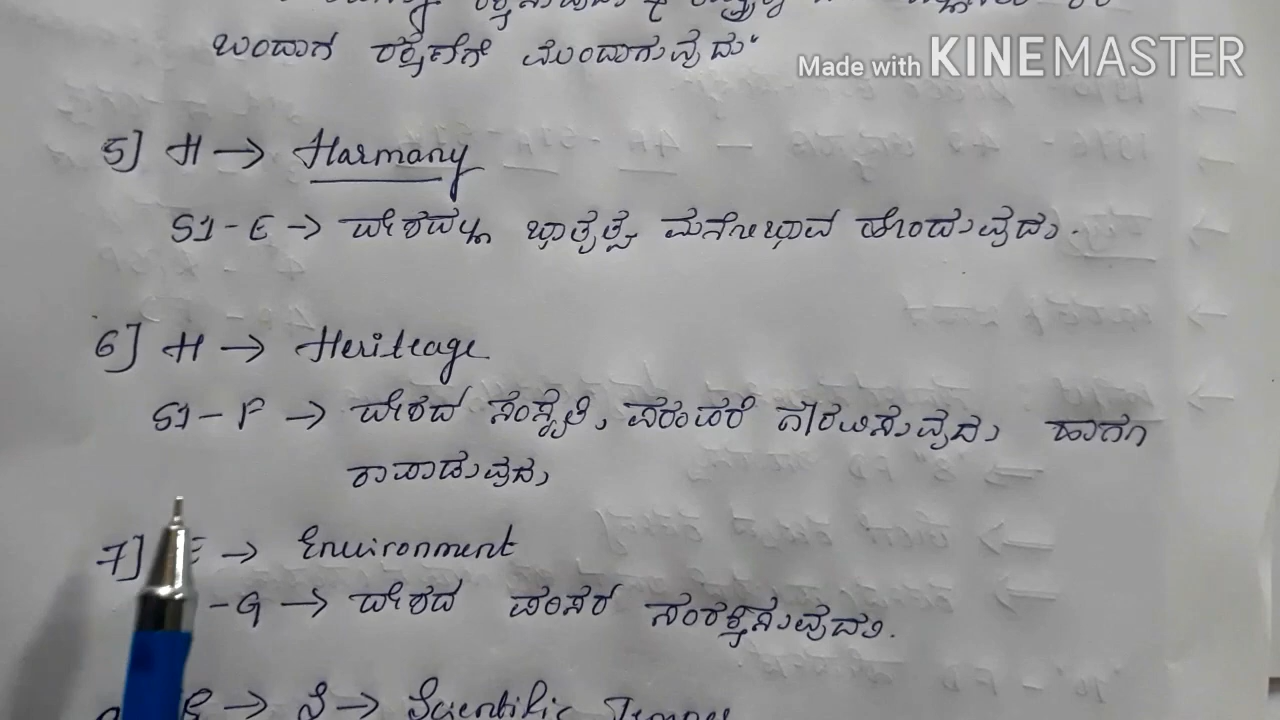 ಬಂದಾಗ ರಕ್ಷಣೆಗೆ ಮುಂದಾಗುವುದು"
Made with KINEMASTER
5] H → Harmany
51-E → ದೇಶದಲ್ಲಿ ಭಾತೃತ್ವ ಮನೋಭಾವ ಹೊಂದುವುದು.
6] H → Heriteage
51-F → ದೇಶದ ಸಂಸ್ಕೃತಿ, ಪರಂಪರೆ ಗೌರವಿಸುವುದು ಹಾಗೂ
ಕಾಪಾಡುವುದು
7] E → Environment
-G → ದೇಶದ ಪರಿಸರ ಸಂರಕ್ಷಿಸುವುದು.
→ → Scientific